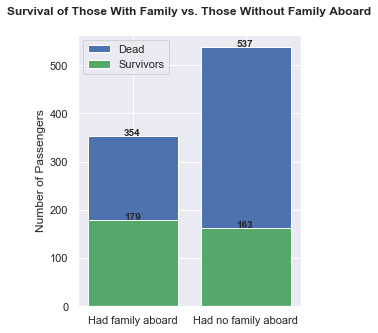 Survival of Those With Family vs. Those Without Family Aboard
Dead
Survivors
537
354
179
163
Number of Passengers
500
400
300
200
100
0
Had family aboard
Had no family aboard